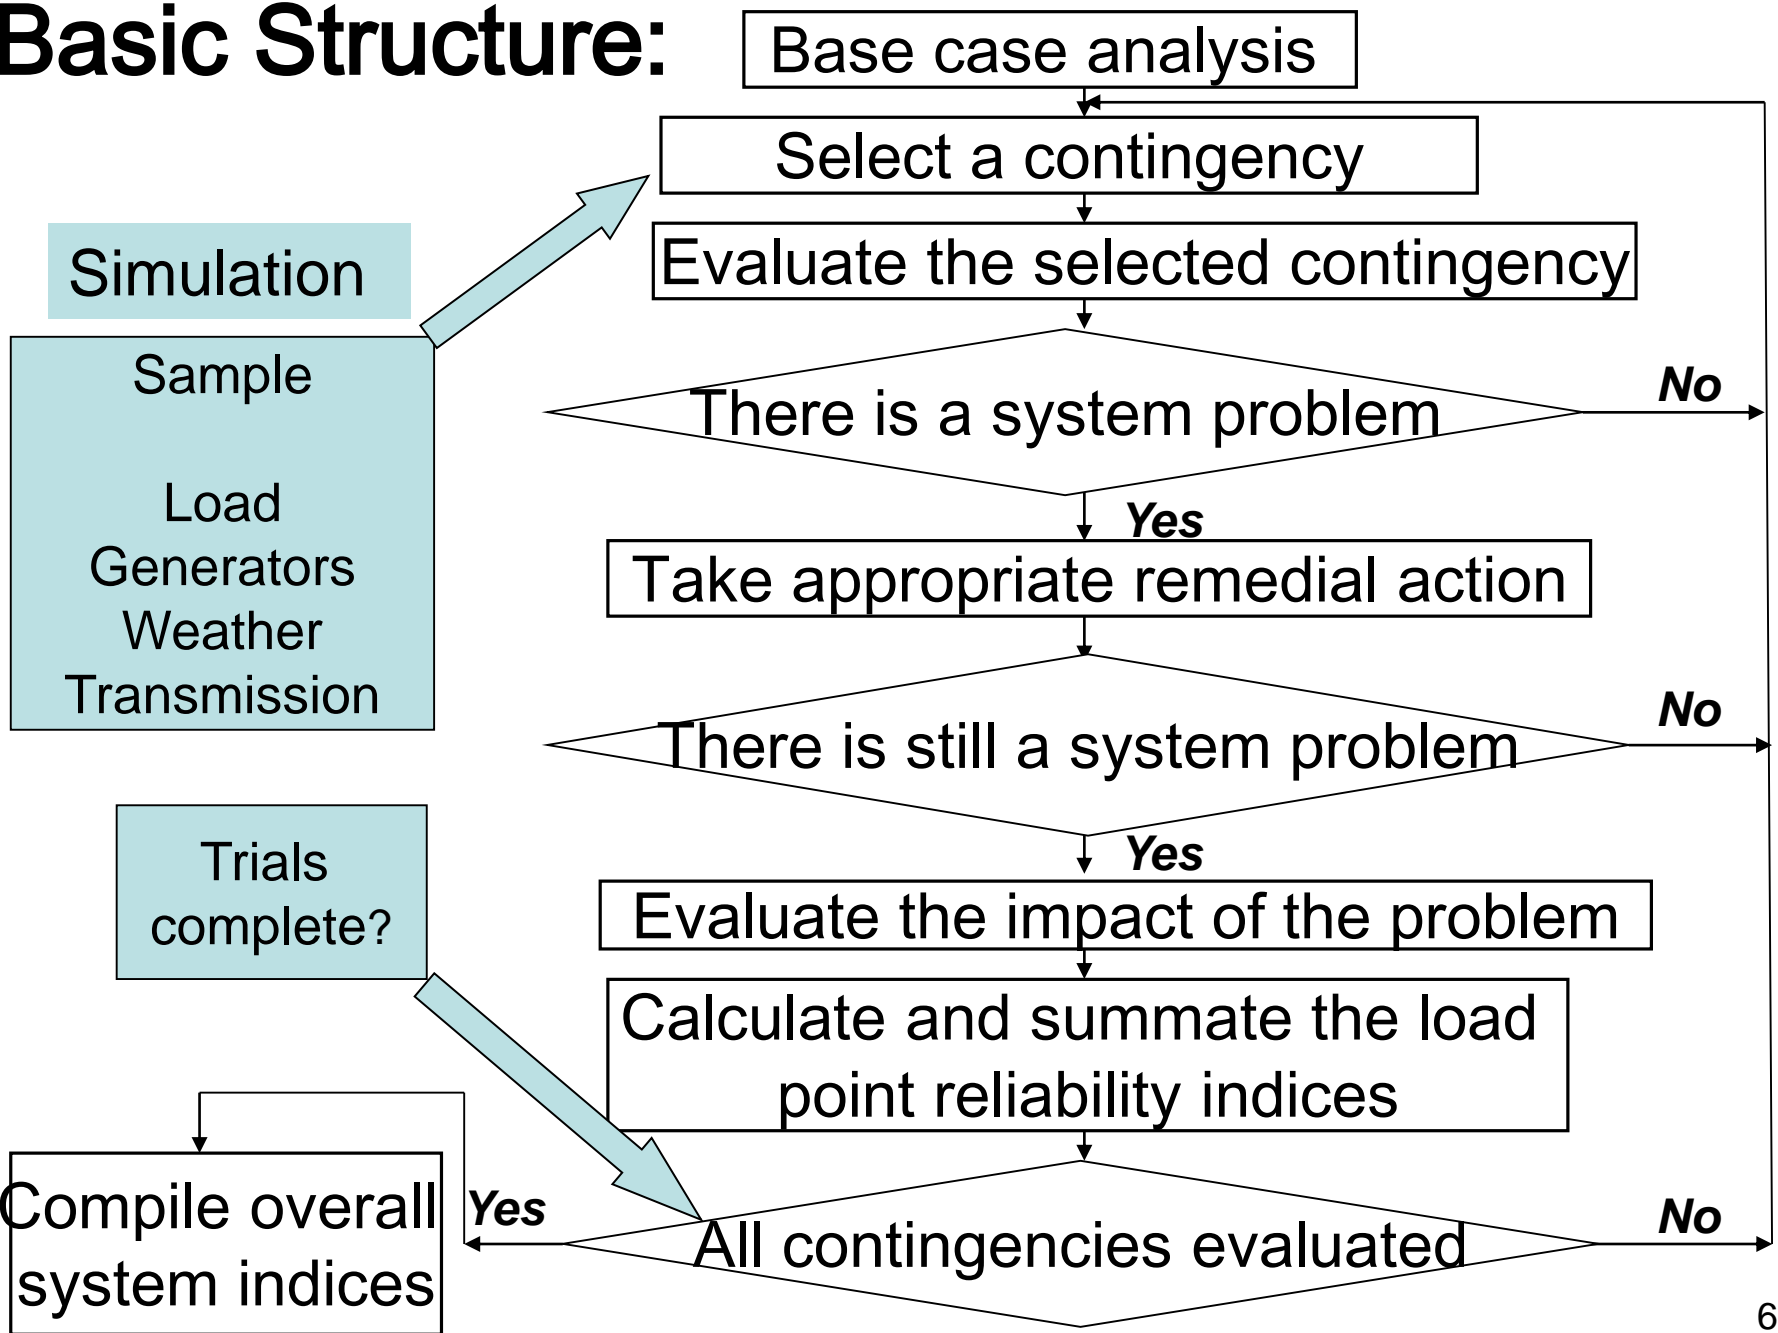 Basic Structure:
Base case analysis
Select a contingency
Evaluate the selected contingency
Simulation
Sample
Load
Generators
Weather
Transmission
There is a system problem
No
Yes
Take appropriate remedial action
There is still a system problem
No
Yes
Trials
complete?
Evaluate the impact of the problem
Calculate and summate the load
point reliability indices
All contingencies evaluated
No
Yes
Compile overall
system indices
6